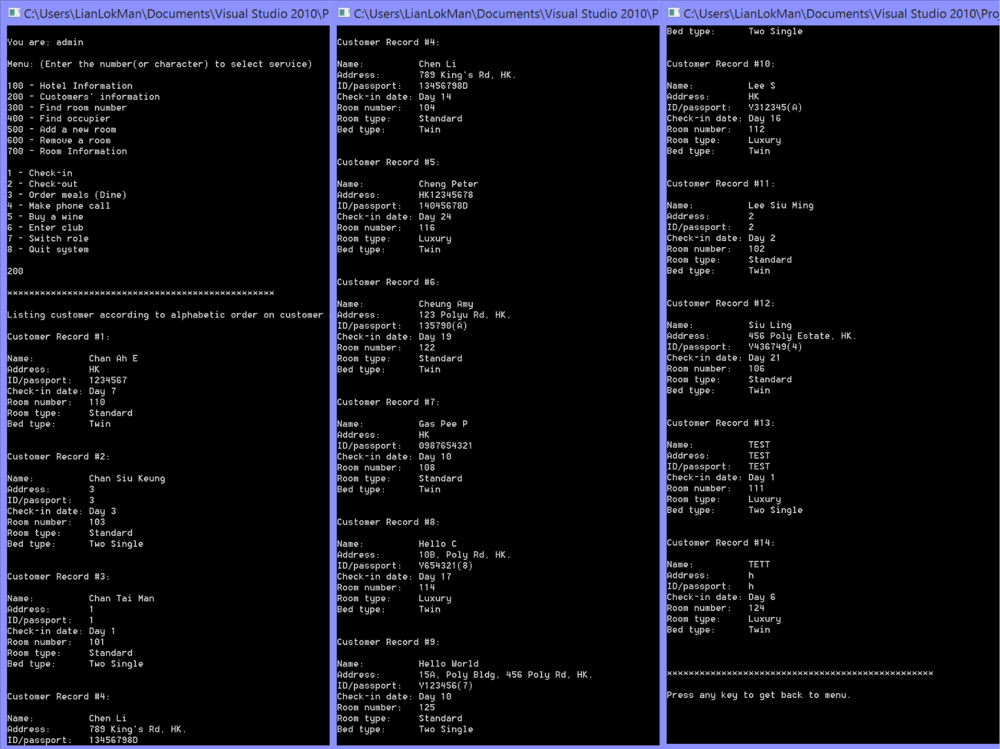 C:\Users\LianLokMan\Documents\Visual Studio 2010\P
You are: admin
Menu: (Enter the number(or character) to select service)
100 - Hotel Information
200 - Customers' information
300 - Find room number
400 - Find occupier
500 - Add a new room
600 - Remove a room
700 - Room Information
1 - Check-in
2 - Check-out
3 - Order meals (Dine)
4 - Make phone call
5 - Buy a wine
6 - Enter club
7 - Switch role
8 - Quit system
200
*************************************************
Listing customer according to alphabetic order on customer
Customer Record #1:
Name: Chan Ah E
Address: HK
ID/passport: 1234567
Check-in date: Day 7
Room number: 110
Room type: Standard
Bed type: Twin
Customer Record #2:
Name: Chan Siu Keung
Address: 3
ID/passport: 3
Check-in date: Day 3
Room number: 103
Room type: Standard
Bed type: Two Single
Customer Record #3:
Name: Chan Tai Man
Address: 1
ID/passport: 1
Check-in date: Day 1
Room number: 101
Room type: Standard
Bed type: Two Single
Customer Record #4:
Name: Chen Li
Address: 789 King's Rd, HK.
ID/passport: 13456798D
C:\Users\LianLokMan\Documents\Visual Studio 2010\P
Customer Record #4:
Name: Chen Li
Address: 789 King's Rd, HK.
ID/passport: 13456798D
Check-in date: Day 14
Room number: 104
Room type: Standard
Bed type: Twin
Customer Record #5:
Name: Cheng Peter
Address: HK12345678
ID/passport: 14045678D
Check-in date: Day 24
Room number: 116
Room type: Luxury
Bed type: Twin
Customer Record #6:
Name: Cheung Amy
Address: 123 Polyu Rd, HK.
ID/passport: 135790(A)
Check-in date: Day 19
Room number: 122
Room type: Standard
Bed type: Twin
Customer Record #7:
Name: Gas Pee P
Address: HK
ID/passport: 0987654321
Check-in date: Day 10
Room number: 108
Room type: Standard
Bed type: Twin
Customer Record #8:
Name: Hello C
Address: 10B, Poly Rd, HK.
ID/passport: Y654321(8)
Check-in date: Day 17
Room number: 114
Room type: Luxury
Bed type: Twin
Customer Record #9:
Name: Hello World
Address: 15A, Poly Bldg, 456 Poly Rd, HK.
ID/passport: Y123456(7)
Check-in date: Day 10
Room number: 125
Room type: Standard
Bed type: Two Single
C:\Users\LianLokMan\Documents\Visual Studio 2010\Pro
Bed type: Two Single
Customer Record #10:
Name: Lee S
Address: HK
ID/passport: Y312345(A)
Check-in date: Day 16
Room number: 112
Room type: Luxury
Bed type: Twin
Customer Record #11:
Name: Lee Siu Ming
Address: 2
ID/passport: 2
Check-in date: Day 2
Room number: 102
Room type: Standard
Bed type: Twin
Customer Record #12:
Name: Siu Ling
Address: 456 Poly Estate, HK.
ID/passport: Y436749(4)
Check-in date: Day 21
Room number: 106
Room type: Standard
Bed type: Twin
Customer Record #13:
Name: TEST
Address: TEST
ID/passport: TEST
Check-in date: Day 1
Room number: 111
Room type: Luxury
Bed type: Two Single
Customer Record #14:
Name: TETT
Address: h
ID/passport: h
Check-in date: Day 6
Room number: 124
Room type: Luxury
Bed type: Twin
*************************************************
Press any key to get back to menu.